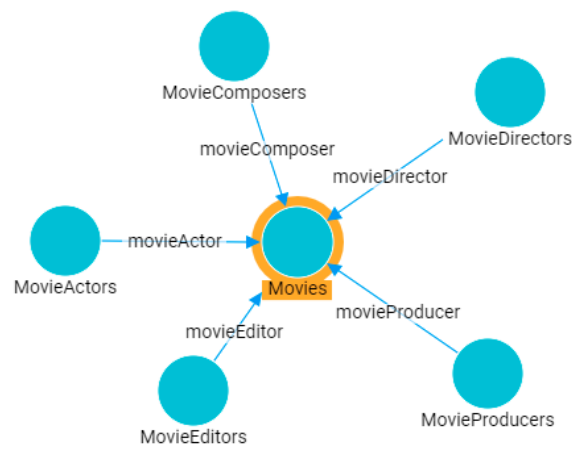 MovieComposers
MovieDirectors
movieComposer
movieDirector
movieActor
MovieActors
Movies
movieProducer
movieEditor
MovieProducers
MovieEditors